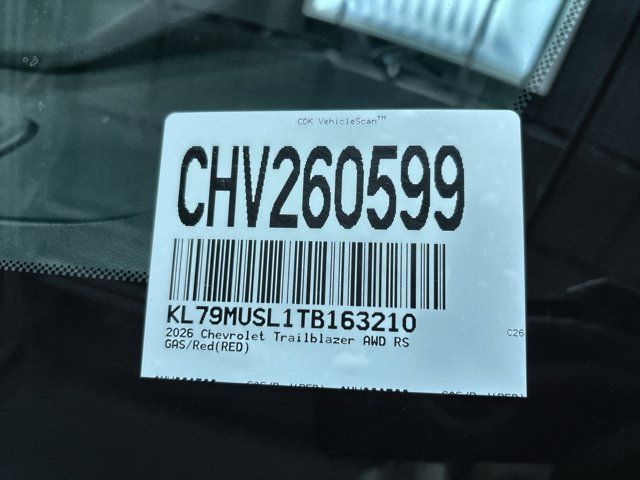 CDK VehicleScan™
CHV260599
KL79MUSL1TB163210
2026 Chevrolet Trailblazer AWD RS
GAS/Red(RED)
C26